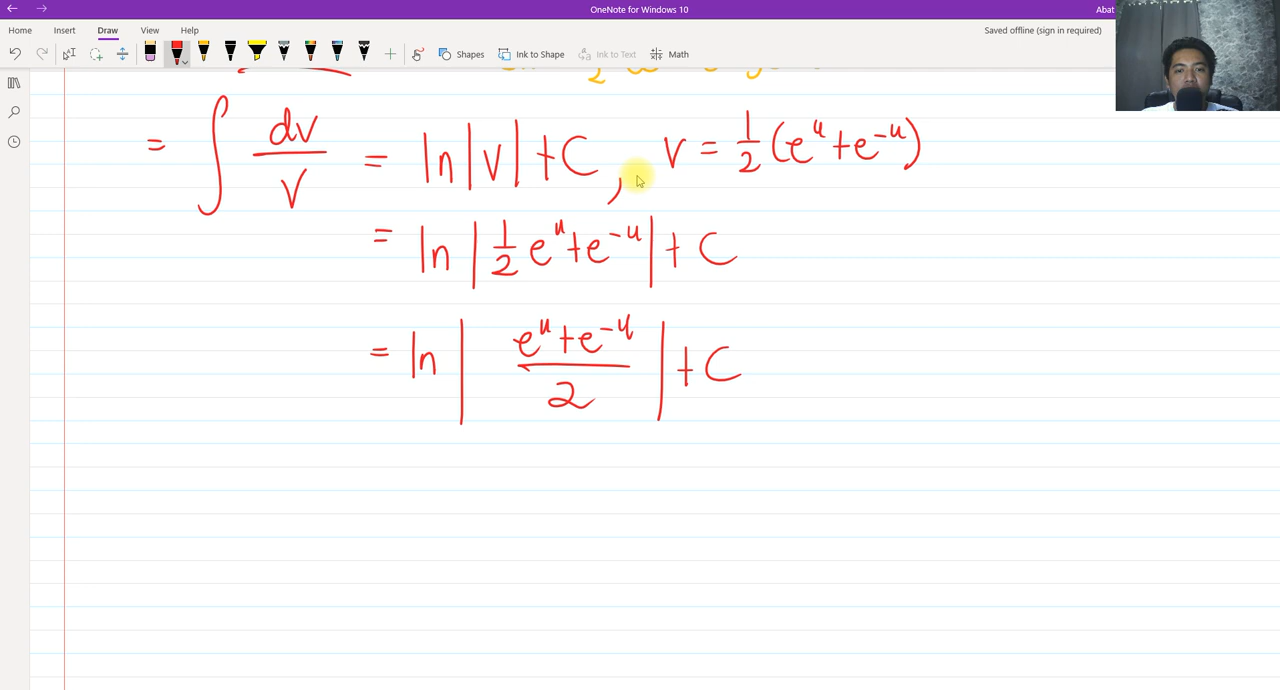 OneNote for Windows 10
Abat
Home Insert Draw View Help
Saved offline (sign in required)
Shapes Ink to Shape Ink to Text Math
= ∫ dv/v = ln|v| + C, v = 1/2 (e^u + e^-u)
= ln|1/2 e^u + e^-u| + C
= ln|(e^u + e^-u)/2| + C